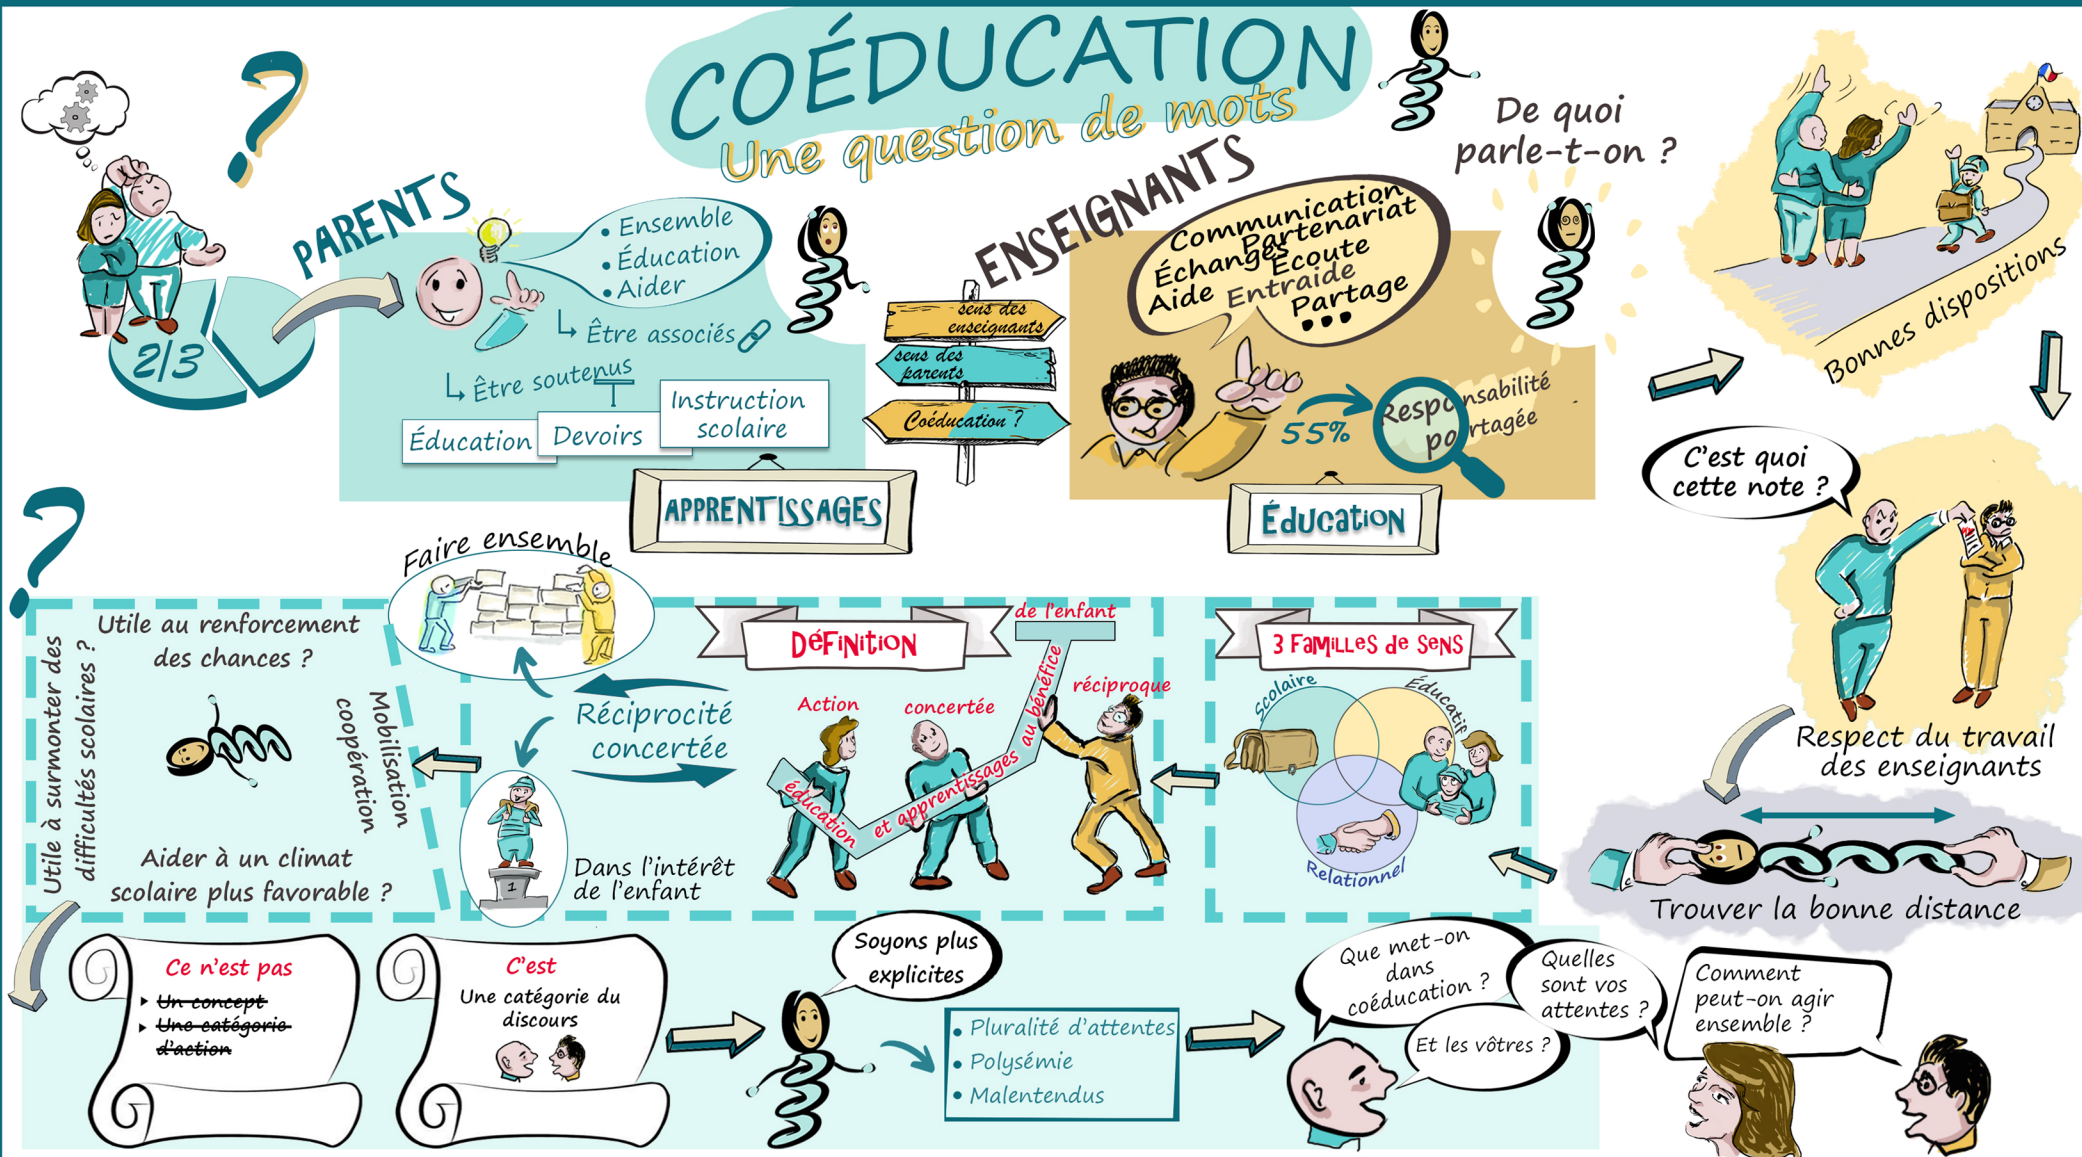 COÉDUCATION
Une question de mots
De quoi
parle-t-on ?
PARENTS
2/3
• Ensemble
• Éducation
• Aider
↳ Être associés
↳ Être soutenus
Éducation
Devoirs
Instruction
scolaire
APPRENTISSAGES
sens des
enseignants
sens des
parents
Coéducation ?
ENSEIGNANTS
Communication
Partenariat
Échanges
Écoute
Aide
Entraide
Partage
•••
55%
Responsabilité
partagée
Éducation
Bonnes dispositions
C'est quoi
cette note ?
Respect du travail
des enseignants
Trouver la bonne distance
3 Familles de sens
Scolaire
Éducatif
Relationnel
Définition
Action
concertée
réciproque
éducation
et apprentissages au bénéfice
de l'enfant
Faire ensemble
Réciprocité
concertée
1
Dans l'intérêt
de l'enfant
Utile à surmonter des
difficultés scolaires ?
Utile au renforcement
des chances ?
Mobilisation
coopération
Aider à un climat
scolaire plus favorable ?
Ce n'est pas
Un concept
Une catégorie
d'action
C'est
Une catégorie du
discours
Soyons plus
explicites
• Pluralité d'attentes
• Polysémie
• Malentendus
Que met-on
dans
coéducation ?
Et les vôtres ?
Quelles
sont vos
attentes ?
Comment
peut-on agir
ensemble ?